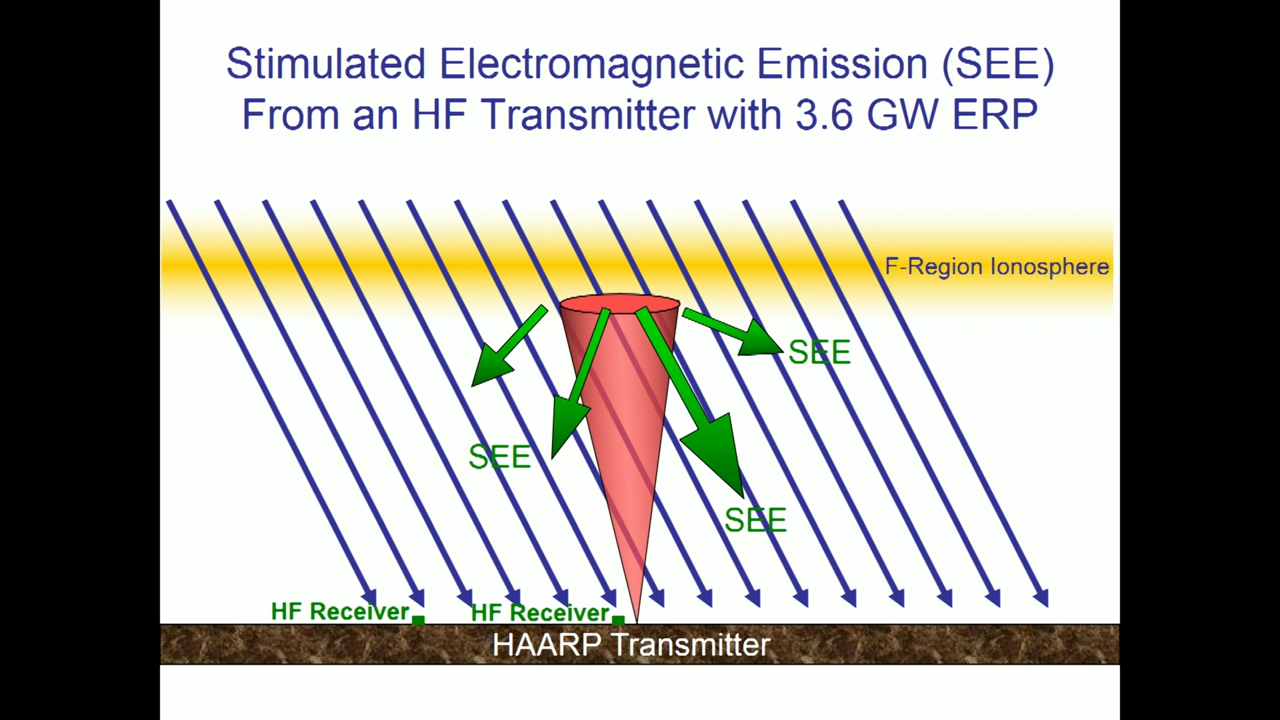 Stimulated Electromagnetic Emission (SEE)
From an HF Transmitter with 3.6 GW ERP
F-Region Ionosphere
SEE
SEE
SEE
HF Receiver
HF Receiver
HAARP Transmitter